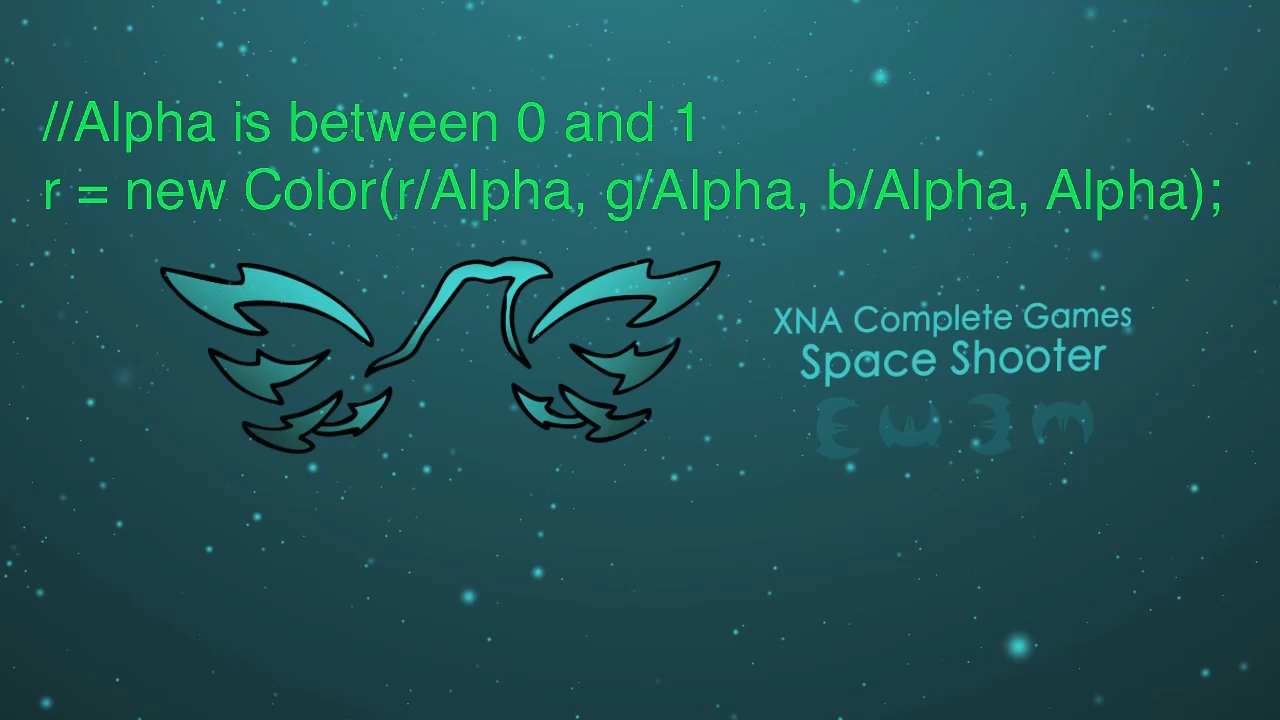 //Alpha is between 0 and 1
r = new Color(r/Alpha, g/Alpha, b/Alpha, Alpha);
XNA Complete Games
Space Shooter